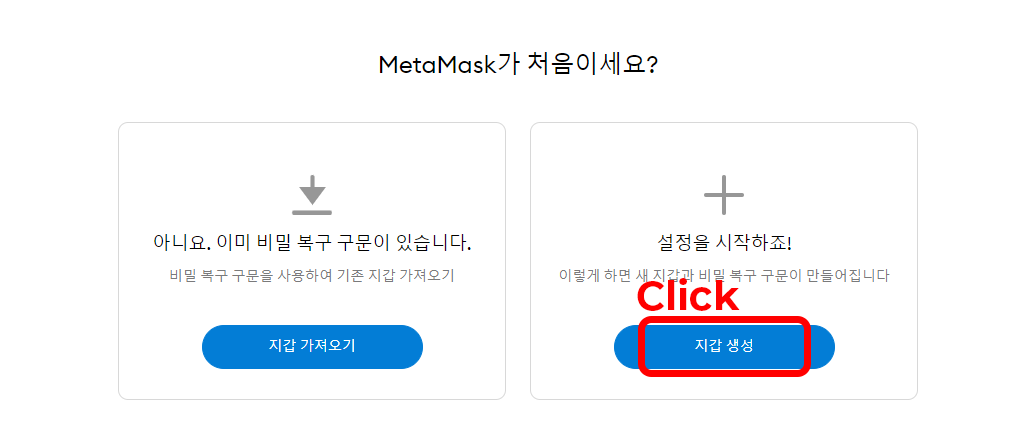 MetaMask가 처음이세요?
아니요. 이미 비밀 복구 구문이 있습니다.
비밀 복구 구문을 사용하여 기존 지갑 가져오기
지갑 가져오기
설정을 시작하죠!
이렇게 하면 새 지갑과 비밀 복구 구문이 만들어집니다
Click
지갑 생성